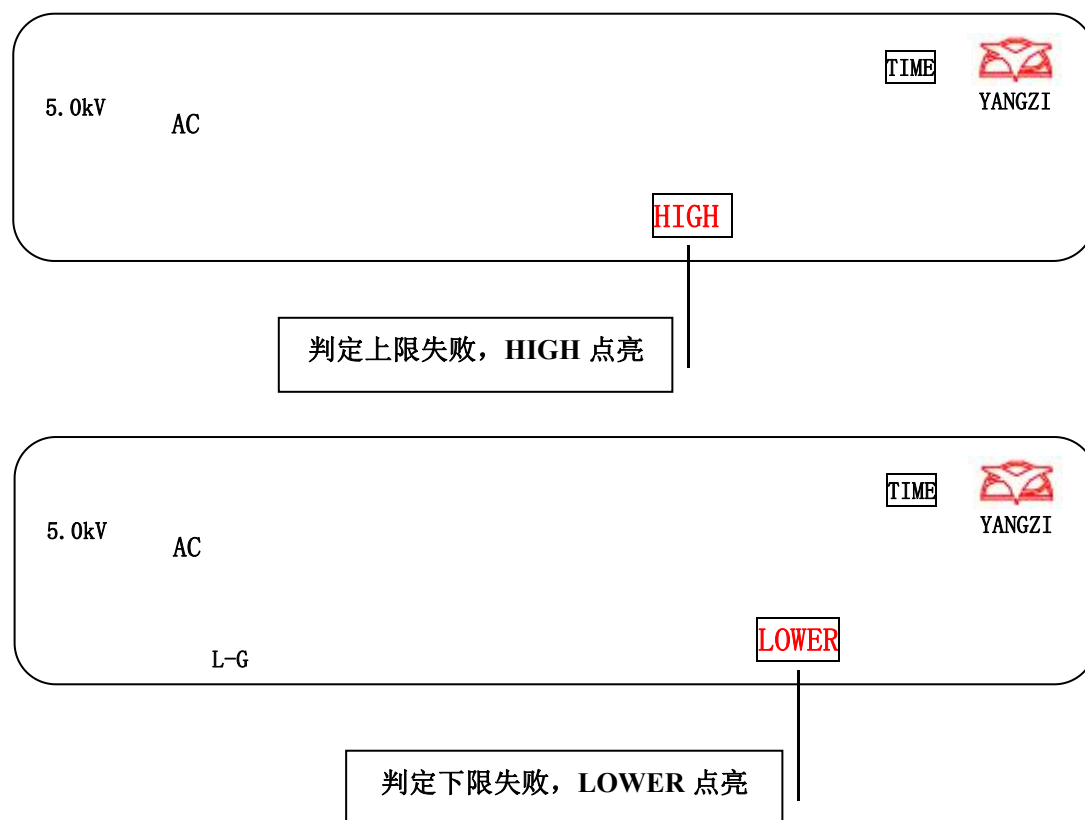 TIME
5.0kV
AC
YANGZI
HIGH
判定上限失败，HIGH 点亮
TIME
5.0kV
AC
YANGZI
LOWER
L-G
判定下限失败，LOWER 点亮